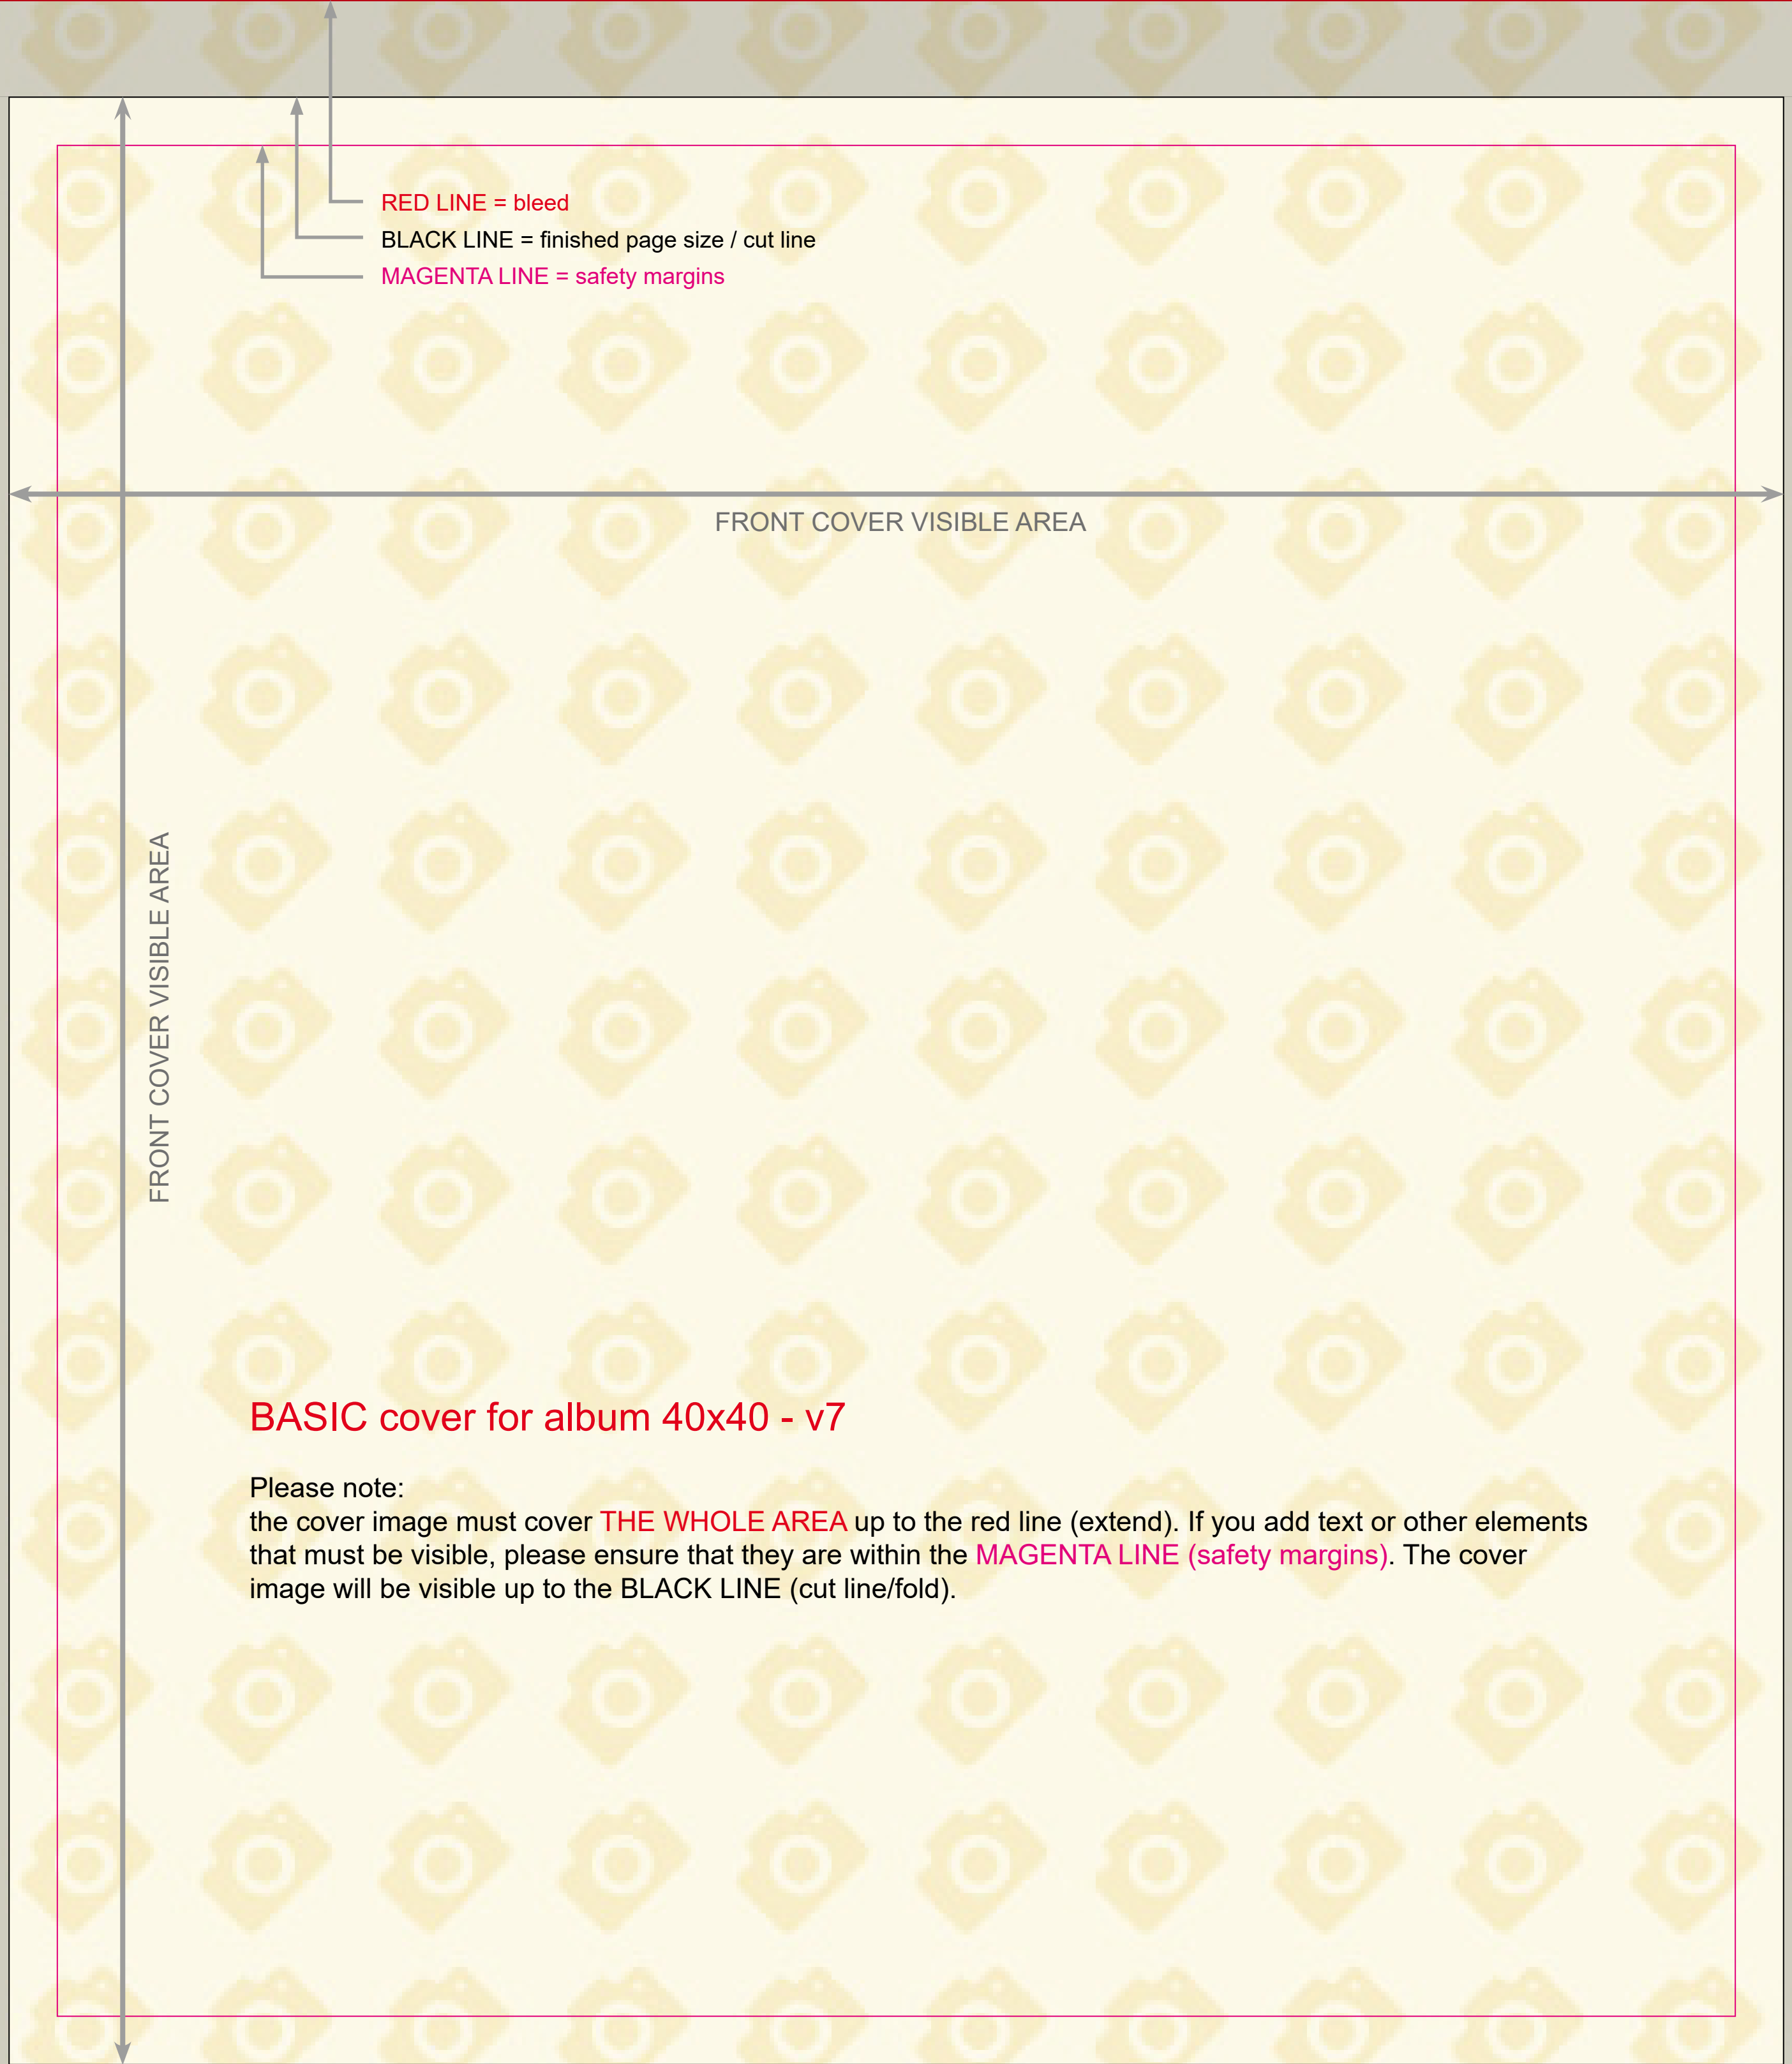 RED LINE = bleed
BLACK LINE = finished page size / cut line
MAGENTA LINE = safety margins
FRONT COVER VISIBLE AREA
FRONT COVER VISIBLE AREA
BASIC cover for album 40x40 - v7
Please note:
the cover image must cover THE WHOLE AREA up to the red line (extend). If you add text or other elements
that must be visible, please ensure that they are within the MAGENTA LINE (safety margins). The cover
image will be visible up to the BLACK LINE (cut line/fold).